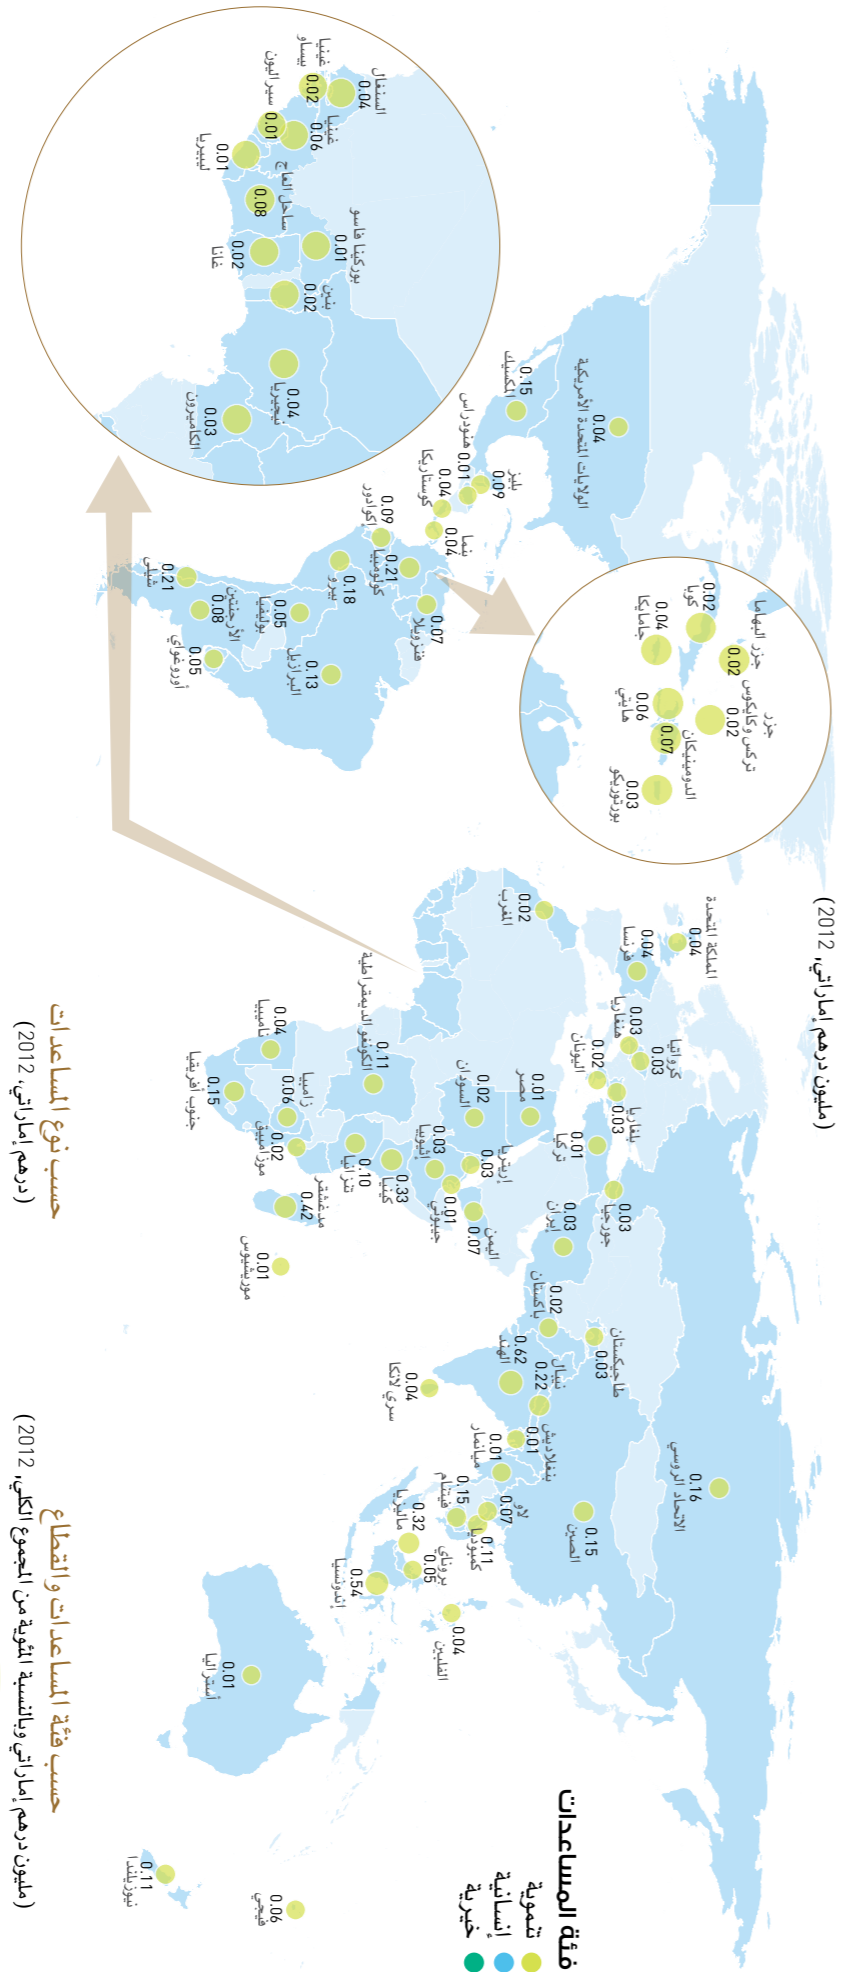 (مليون درهم إماراتي، 2012)
الولايات المتحدة الأمريكية
0.04
المكسيك
0.15
بليز
0.09
هندوراس
0.01
كوستاريكا
0.04
بنما
0.04
إكوادور
0.09
كولومبيا
0.21
فنزويلا
0.07
بيرو
0.18
بوليفيا
0.05
البرازيل
0.13
شيلي
0.21
الأرجنتين
0.08
أوروغواي
0.05
كوبا
0.02
جزر البهاما
0.02
جامايكا
0.04
جزر
تركس وكايكوس
0.02
هايتي
0.06
الدومينيكان
0.07
بورتوريكو
0.03
السنغال
0.04
غينيا
بيساو
0.02
غينيا
0.06
سيراليون
0.01
ليبيريا
0.01
ساحل العاج
0.08
بوركينا فاسو
0.01
غانا
0.02
بنين
0.02
نيجيريا
0.04
الكاميرون
0.03
المملكة المتحدة
0.04
فرنسا
0.04
المغرب
0.02
كرواتيا
0.03
هنغاريا
0.03
بلغاريا
0.03
اليونان
0.02
تركيا
0.01
جورجيا
0.03
مصر
0.01
السودان
0.02
إريتريا
0.03
إثيوبيا
0.03
جيبوتي
0.01
اليمن
0.07
الكونغو الديمقراطية
0.11
كينيا
0.33
تنزانيا
0.10
ناميبيا
0.04
زامبيا
0.06
جنوب أفريقيا
0.15
موزامبيق
0.02
مدغشقر
0.42
موريشيوس
0.01
إيران
0.03
باكستان
0.02
طاجيكستان
0.03
الهند
0.62
نيبال
0.22
سري لانكا
0.04
بنغلاديش
0.01
ميانمار
0.01
الاتحاد الروسي
0.16
الصين
0.15
لاو
0.07
فيتنام
0.15
كمبوديا
0.11
ماليزيا
0.32
بروناي
0.05
إندونسيا
0.54
الفلبين
0.04
أستراليا
0.01
نيوزيلندا
0.11
فيجي
0.06
فئة المساعدات
تنموية
إنسانية
خيرية
حسب نوع المساعدات
(درهم إماراتي، 2012)
حسب فئة المساعدات والقطاع
(مليون درهم إماراتي وبالنسبة المئوية من المجموع الكلي، 2012)